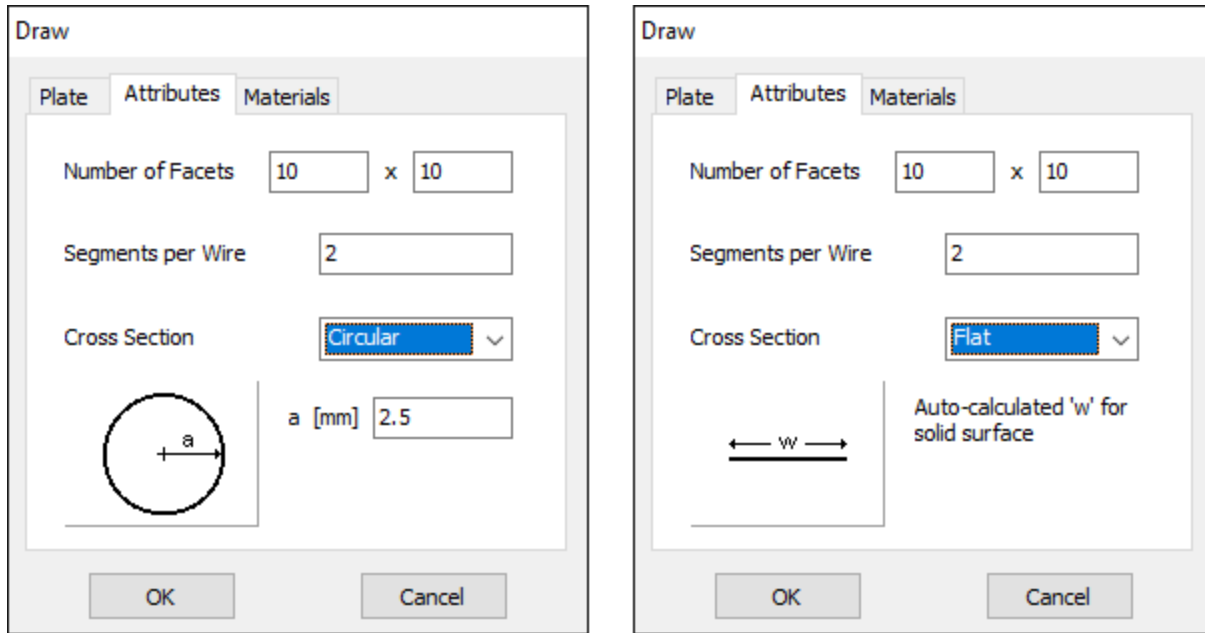 Draw
Plate Attributes Materials
Number of Facets 10 x 10
Segments per Wire 2
Cross Section Circular
a
a [mm] 2.5
OK Cancel
Draw
Plate Attributes Materials
Number of Facets 10 x 10
Segments per Wire 2
Cross Section Flat
w
Auto-calculated 'w' for
solid surface
OK Cancel